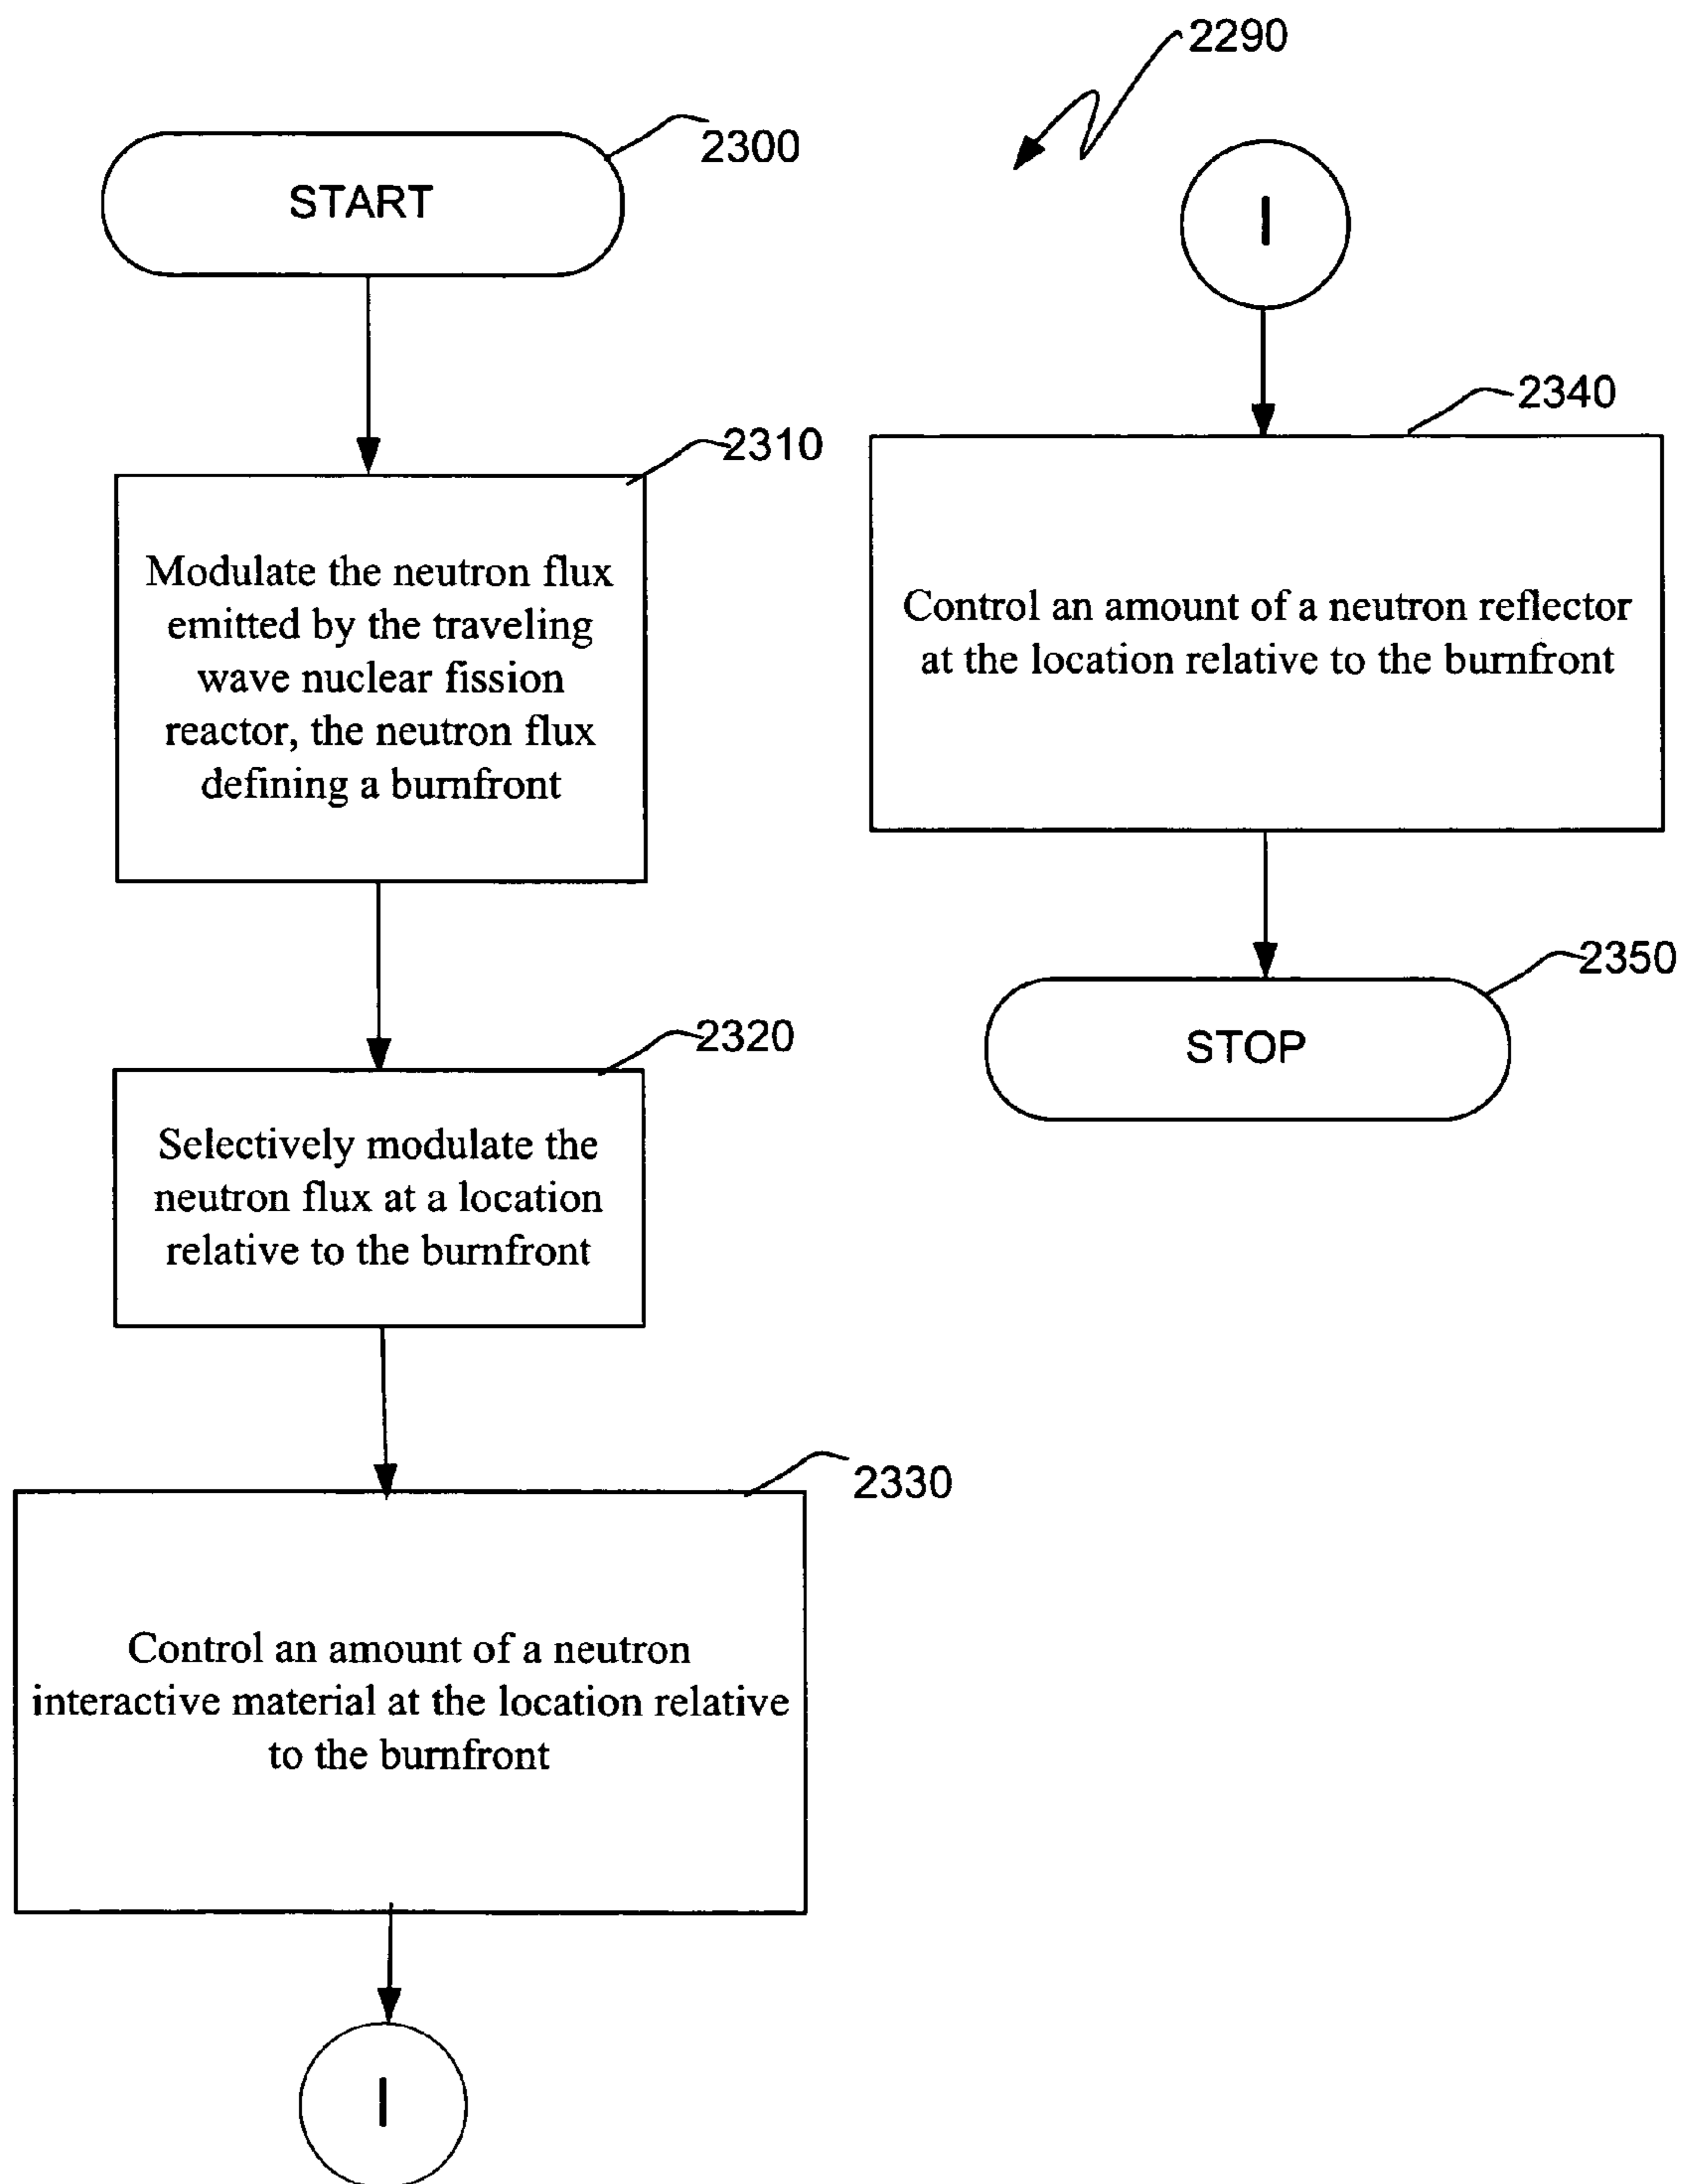 2300
START
2310
Modulate the neutron flux
emitted by the traveling
wave nuclear fission
reactor, the neutron flux
defining a burnfront
2320
Selectively modulate the
neutron flux at a location
relative to the burnfront
2330
Control an amount of a neutron
interactive material at the location relative
to the burnfront
I
2290
I
2340
Control an amount of a neutron reflector
at the location relative to the burnfront
2350
STOP